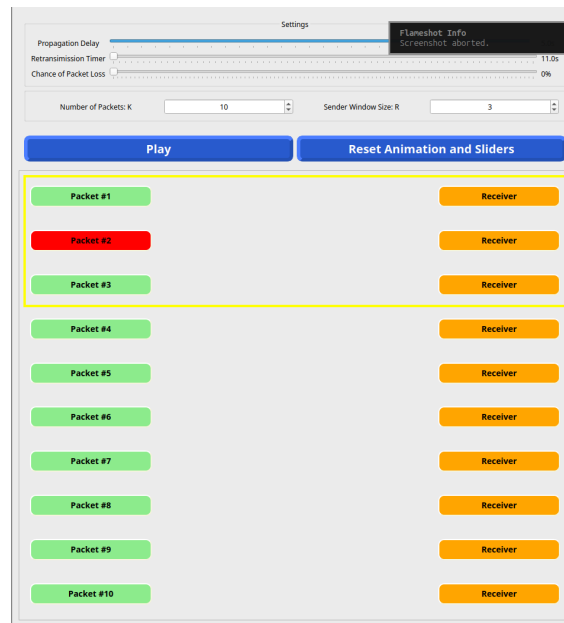 Settings
Flameshot Info
Screenshot aborted.
Propagation Delay
Retransimission Timer 11.0s
Chance of Packet Loss 0%
Number of Packets: K 10 Sender Window Size: R 3
Play Reset Animation and Sliders
Packet #1 Receiver
Packet #2 Receiver
Packet #3 Receiver
Packet #4 Receiver
Packet #5 Receiver
Packet #6 Receiver
Packet #7 Receiver
Packet #8 Receiver
Packet #9 Receiver
Packet #10 Receiver